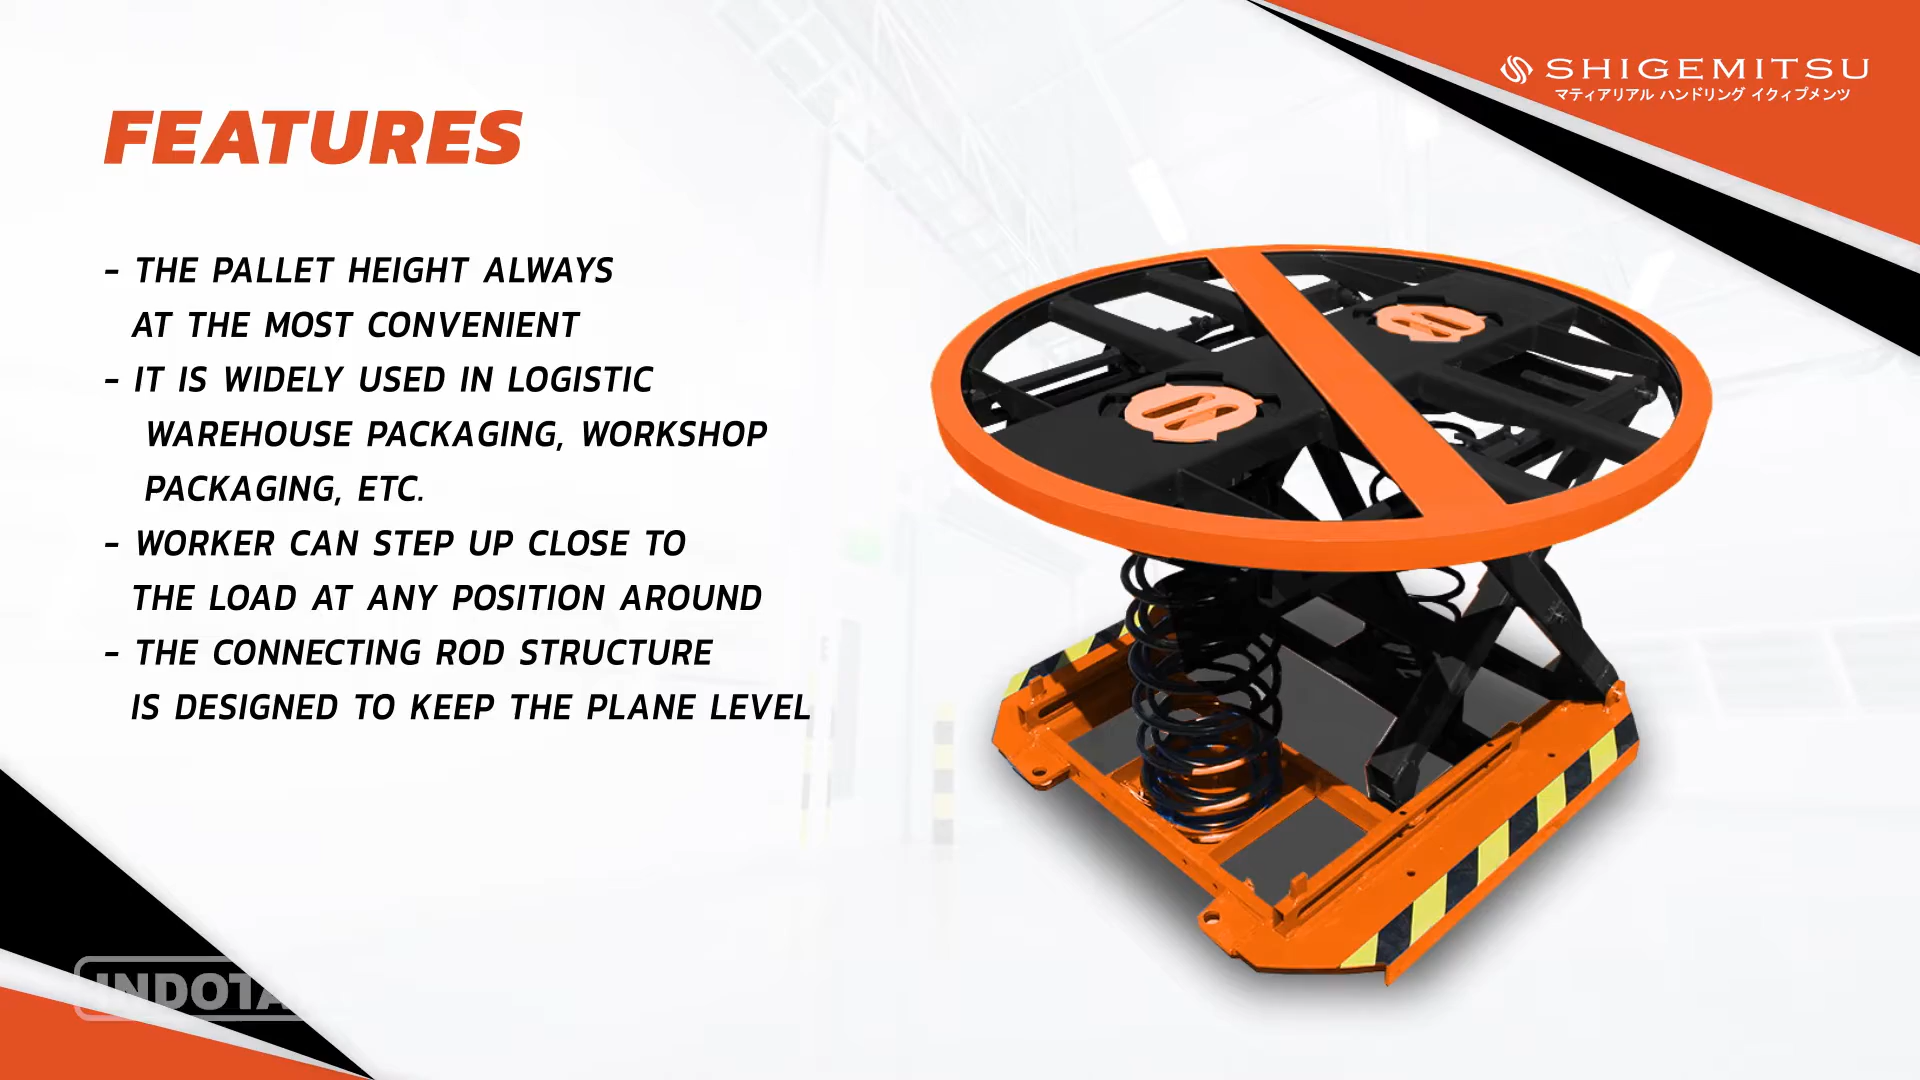 SHIGEMITSU
マティアリアル ハンドリング イクィプメンツ
FEATURES
- THE PALLET HEIGHT ALWAYS
AT THE MOST CONVENIENT
- IT IS WIDELY USED IN LOGISTIC
WAREHOUSE PACKAGING, WORKSHOP
PACKAGING, ETC.
- WORKER CAN STEP UP CLOSE TO
THE LOAD AT ANY POSITION AROUND
- THE CONNECTING ROD STRUCTURE
IS DESIGNED TO KEEP THE PLANE LEVEL
INDOTA